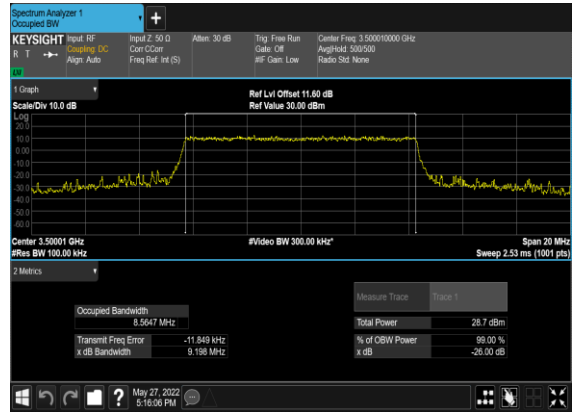 Spectrum Analyzer 1
Occupied BW
+
KEYSIGHT Input: RF Input Z: 50 Ω Atten: 30 dB Trig: Free Run Center Freq: 3.500010000 GHz
R T Coupling: DC Corr CCorr Gate: Off Avg|Hold: 500/500
Align: Auto Freq Ref: Int (S) #IF Gain: Low Radio Std: None
LXI
1 Graph
Ref Lvl Offset 11.60 dB
Scale/Div 10.0 dB Ref Value 30.00 dBm
Log
20.0
10.0
0.00
-10.0
-20.0
-30.0
-40.0
-50.0
-60.0
Center 3.50001 GHz #Video BW 300.00 kHz* Span 20 MHz
#Res BW 100.00 kHz Sweep 2.53 ms (1001 pts)
2 Metrics
Measure Trace Trace 1
Occupied Bandwidth
8.5647 MHz Total Power 28.7 dBm
Transmit Freq Error -11.849 kHz % of OBW Power 99.00 %
x dB Bandwidth 9.198 MHz x dB -26.00 dB
? May 27, 2022
5:16:06 PM